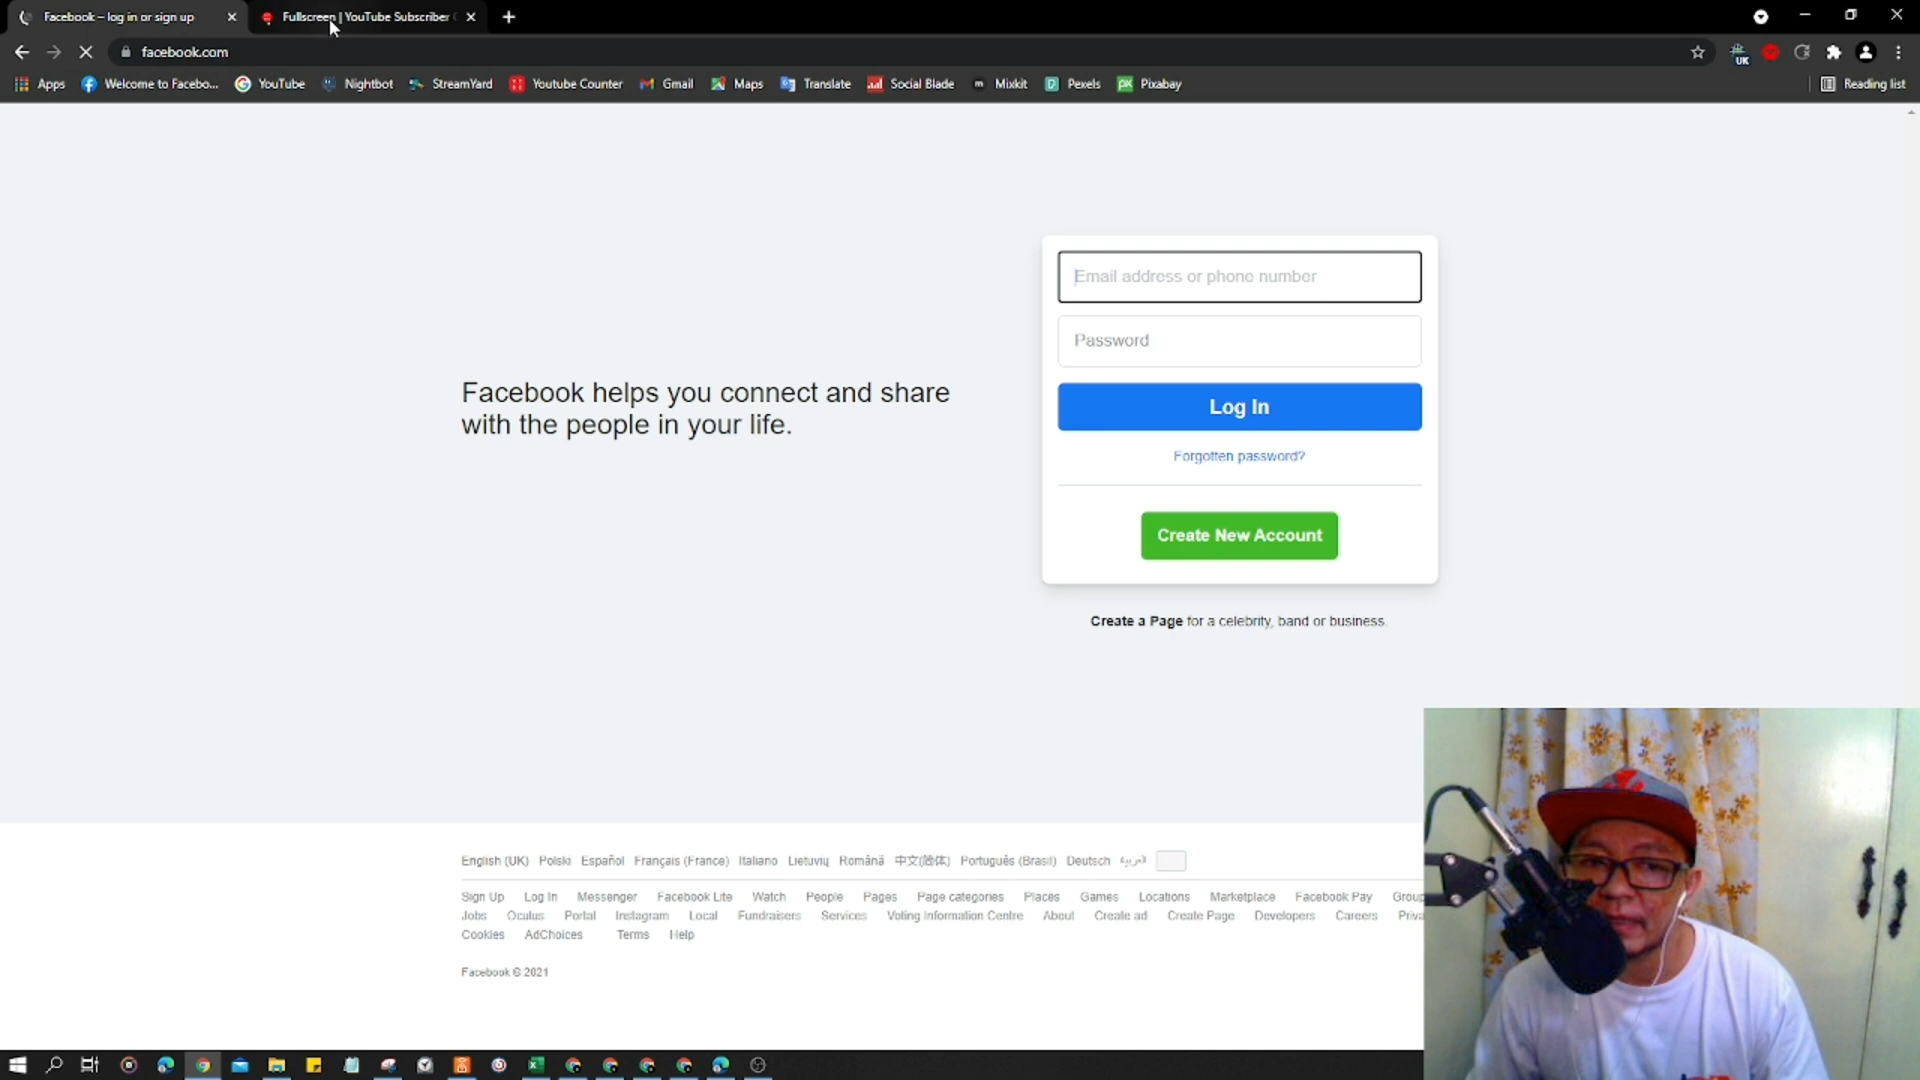 Facebook – log in or sign up
Fullscreen | YouTube Subscriber
facebook.com
UK
Apps
Welcome to Facebo...
YouTube
Nightbot
StreamYard
Youtube Counter
Gmail
Maps
Translate
Social Blade
m Mixkit
Pexels
Pixabay
Reading list
Email address or phone number
Password
Facebook helps you connect and share
with the people in your life.
Log In
Forgotten password?
Create New Account
Create a Page for a celebrity, band or business.
English (UK) Polski Español Français (France) Italiano Lietuvių Română 中文(简体) Português (Brasil) Deutsch العربية
Sign Up Log In Messenger Facebook Lite Watch People Pages Page categories Places Games Locations Marketplace Facebook Pay Group
Jobs Oculus Portal Instagram Local Fundraisers Services Voting Information Centre About Create ad Create Page Developers Careers Priva
Cookies AdChoices Terms Help
Facebook © 2021